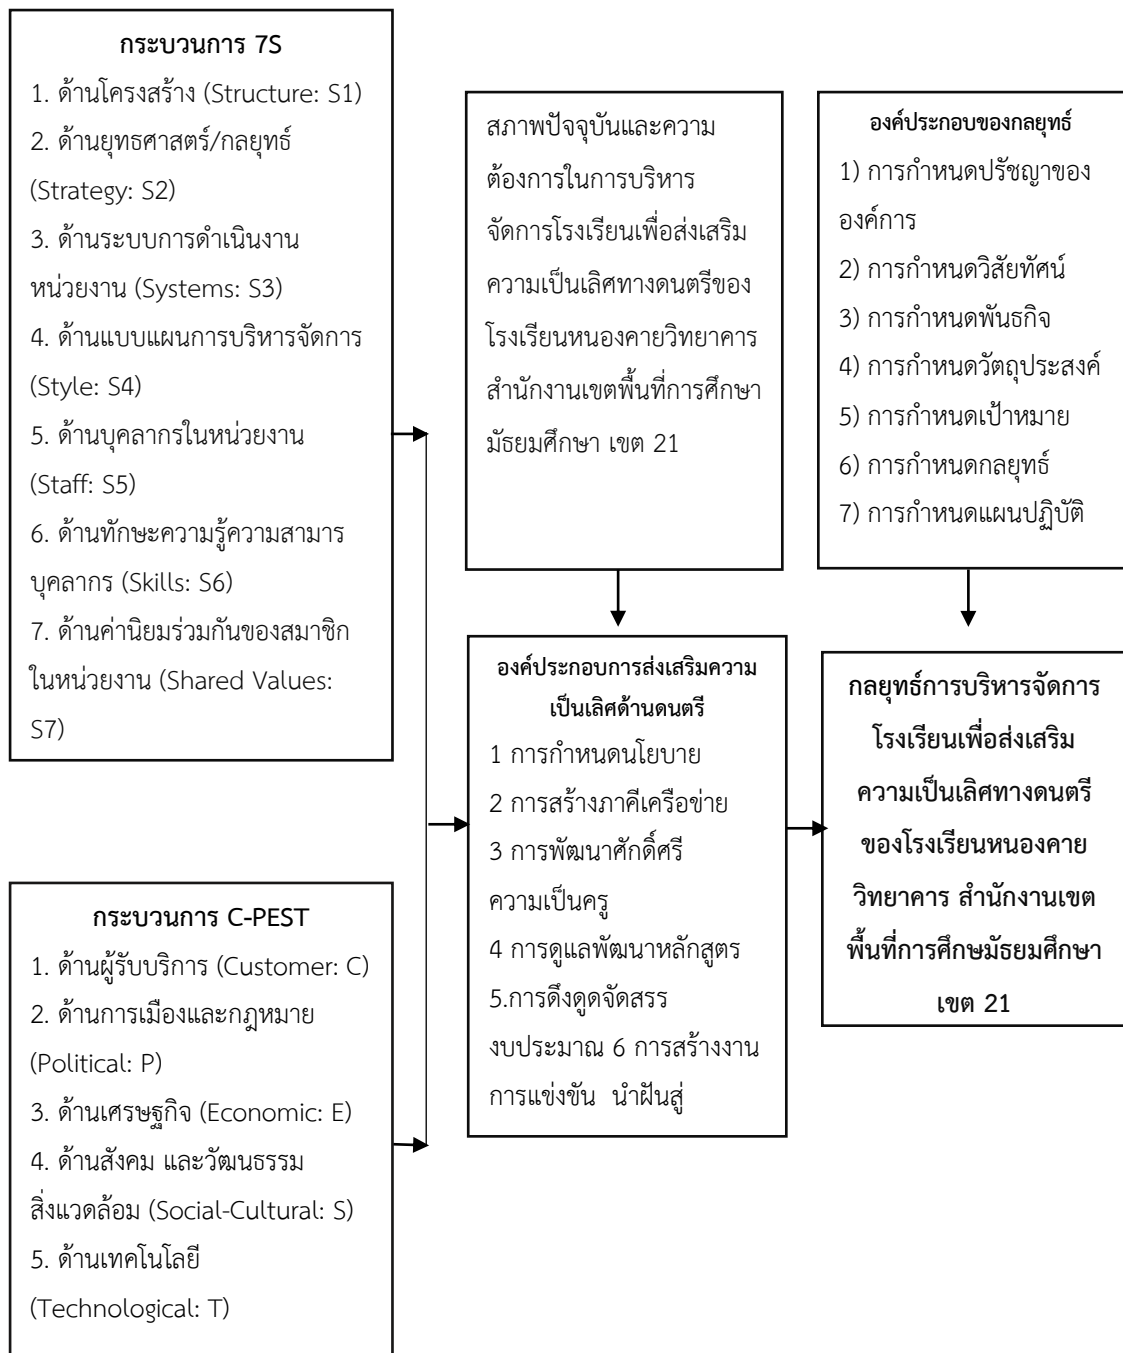 กระบวนการ 7S
1. ด้านโครงสร้าง (Structure: S1)
2. ด้านยุทธศาสตร์/กลยุทธ์
(Strategy: S2)
3. ด้านระบบการดำเนินงาน
หน่วยงาน (Systems: S3)
4. ด้านแบบแผนการบริหารจัดการ
(Style: S4)
5. ด้านบุคลากรในหน่วยงาน
(Staff: S5)
6. ด้านทักษะความรู้ความสามาร
บุคลากร (Skills: S6)
7. ด้านค่านิยมร่วมกันของสมาชิก
ในหน่วยงาน (Shared Values:
S7)
กระบวนการ C-PEST
1. ด้านผู้รับบริการ (Customer: C)
2. ด้านการเมืองและกฎหมาย
(Political: P)
3. ด้านเศรษฐกิจ (Economic: E)
4. ด้านสังคม และวัฒนธรรม
สิ่งแวดล้อม (Social-Cultural: S)
5. ด้านเทคโนโลยี
(Technological: T)
สภาพปัจจุบันและความ
ต้องการในการบริหาร
จัดการโรงเรียนเพื่อส่งเสริม
ความเป็นเลิศทางดนตรีของ
โรงเรียนหนองคายวิทยาคาร
สำนักงานเขตพื้นที่การศึกษา
มัธยมศึกษา เขต 21
องค์ประกอบการส่งเสริมความ
เป็นเลิศด้านดนตรี
1 การกำหนดนโยบาย
2 การสร้างภาคีเครือข่าย
3 การพัฒนาศักดิ์ศรี
ความเป็นครู
4 การดูแลพัฒนาหลักสูตร
5.การดึงดูดจัดสรร
งบประมาณ 6 การสร้างงาน
การแข่งขัน นำฝันสู่
องค์ประกอบของกลยุทธ์
1) การกำหนดปรัชญาของ
องค์การ
2) การกำหนดวิสัยทัศน์
3) การกำหนดพันธกิจ
4) การกำหนดวัตถุประสงค์
5) การกำหนดเป้าหมาย
6) การกำหนดกลยุทธ์
7) การกำหนดแผนปฏิบัติ
กลยุทธ์การบริหารจัดการ
โรงเรียนเพื่อส่งเสริม
ความเป็นเลิศทางดนตรี
ของโรงเรียนหนองคาย
วิทยาคาร สำนักงานเขต
พื้นที่การศึกษมัธยมศึกษา
เขต 21